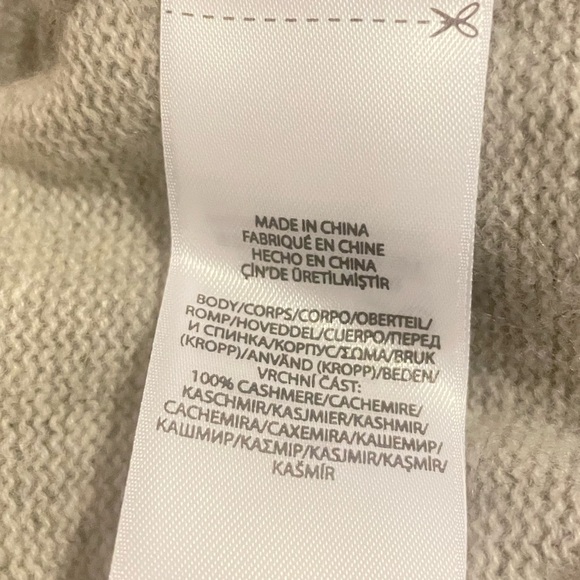 MADE IN CHINA
FABRIQUÉ EN CHINE
HECHO EN CHINA
ÇİN'DE ÜRETİLMİŞTİR
BODY/CORPS/CORPO/OBERTEIL/
ROMP/HOVEDDEL/CUERPO/ПЕРЕД
И СПИНКА/КОРПУС/ΣΩΜΑ/BRUK
(KROPP)/ANVÄND (KROPP)/BEDEN/
VRCHNÍ ČÁST:
100% CASHMERE/CACHEMIRE/
KASCHMIR/KASJMIER/KASHMIR/
CACHEMIRA/CAXEMIRA/КАШЕМИР/
КАШМИР/ΚΑΣΜΙΡ/KASJMIR/KAŞMİR/
KAŠMÍR